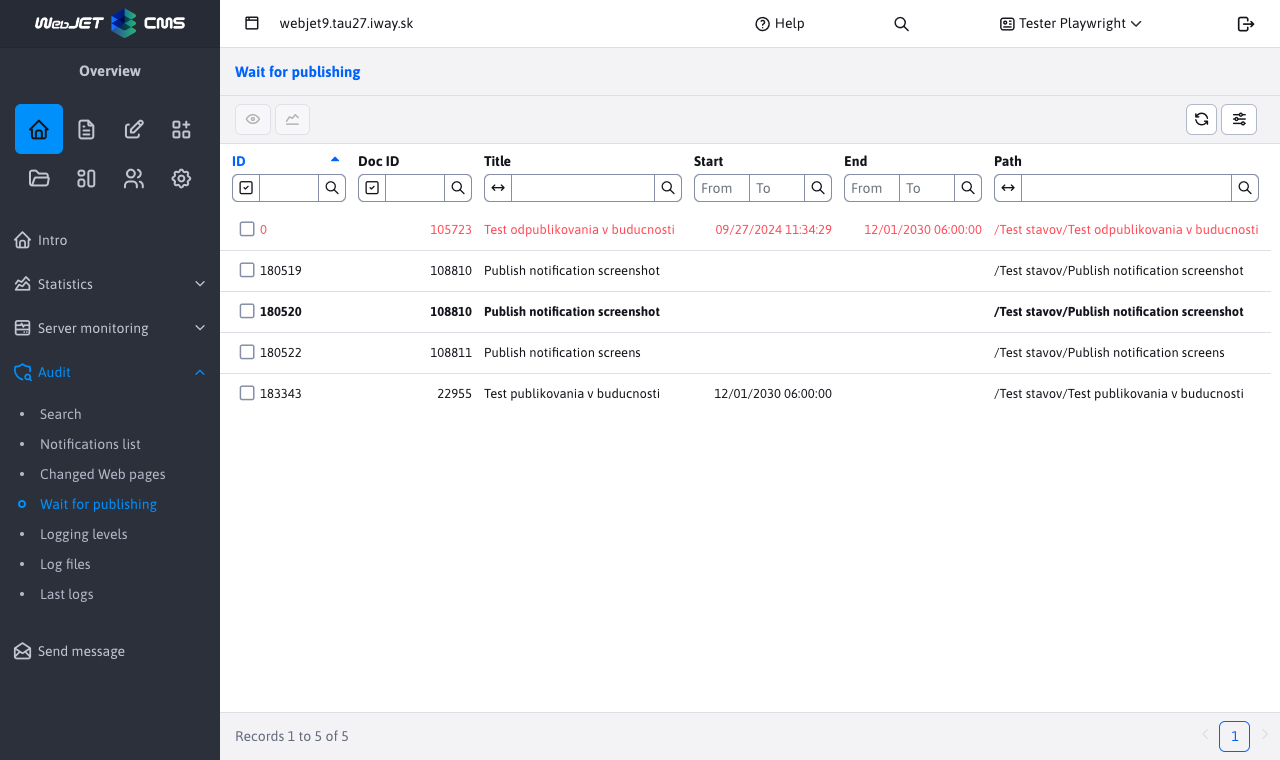 WebJET CMS
webjet9.tau27.iway.sk
Help
Tester Playwright
Overview
Wait for publishing
Intro
Statistics
Server monitoring
Audit
Search
Notifications list
Changed Web pages
Wait for publishing
Logging levels
Log files
Last logs
Send message
ID Doc ID Title Start End Path
From To From To
0 105723 Test odpublikovania v buducnosti 09/27/2024 11:34:29 12/01/2030 06:00:00 /Test stavov/Test odpublikovania v buducnosti
180519 108810 Publish notification screenshot /Test stavov/Publish notification screenshot
180520 108810 Publish notification screenshot /Test stavov/Publish notification screenshot
180522 108811 Publish notification screens /Test stavov/Publish notification screens
183343 22955 Test publikovania v buducnosti 12/01/2030 06:00:00 /Test stavov/Test publikovania v buducnosti
Records 1 to 5 of 5
1